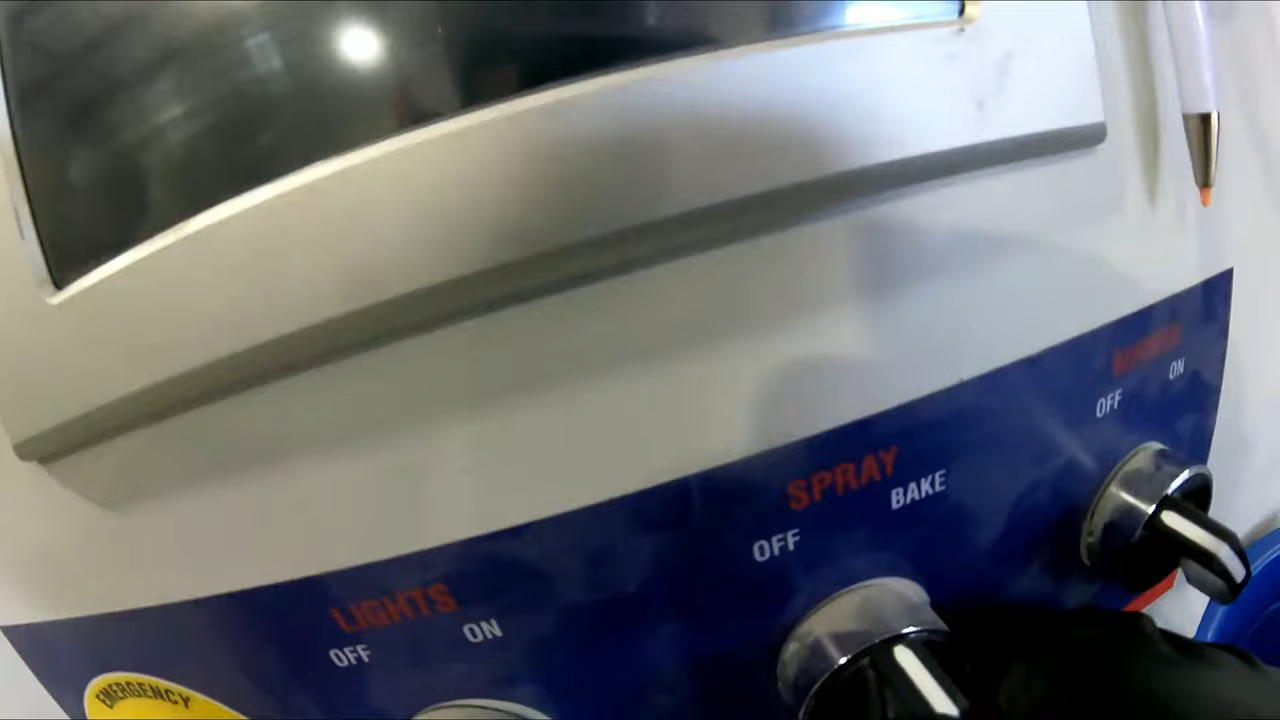 SPRAY
OFF BAKE
OFF ON
LIGHTS
OFF ON
EMERGENCY